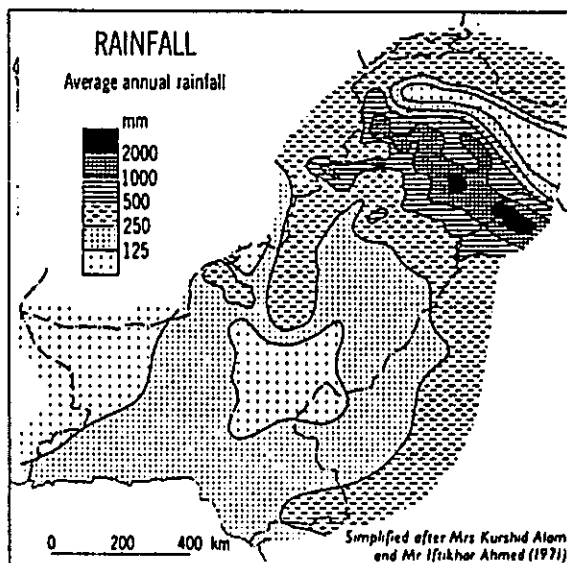 RAINFALL
Average annual rainfall
mm
2000
1000
500
250
125
0 200 400 km
Simplified after Mrs Kurshid Alam
and Mr Iftikhar Ahmed (1971)